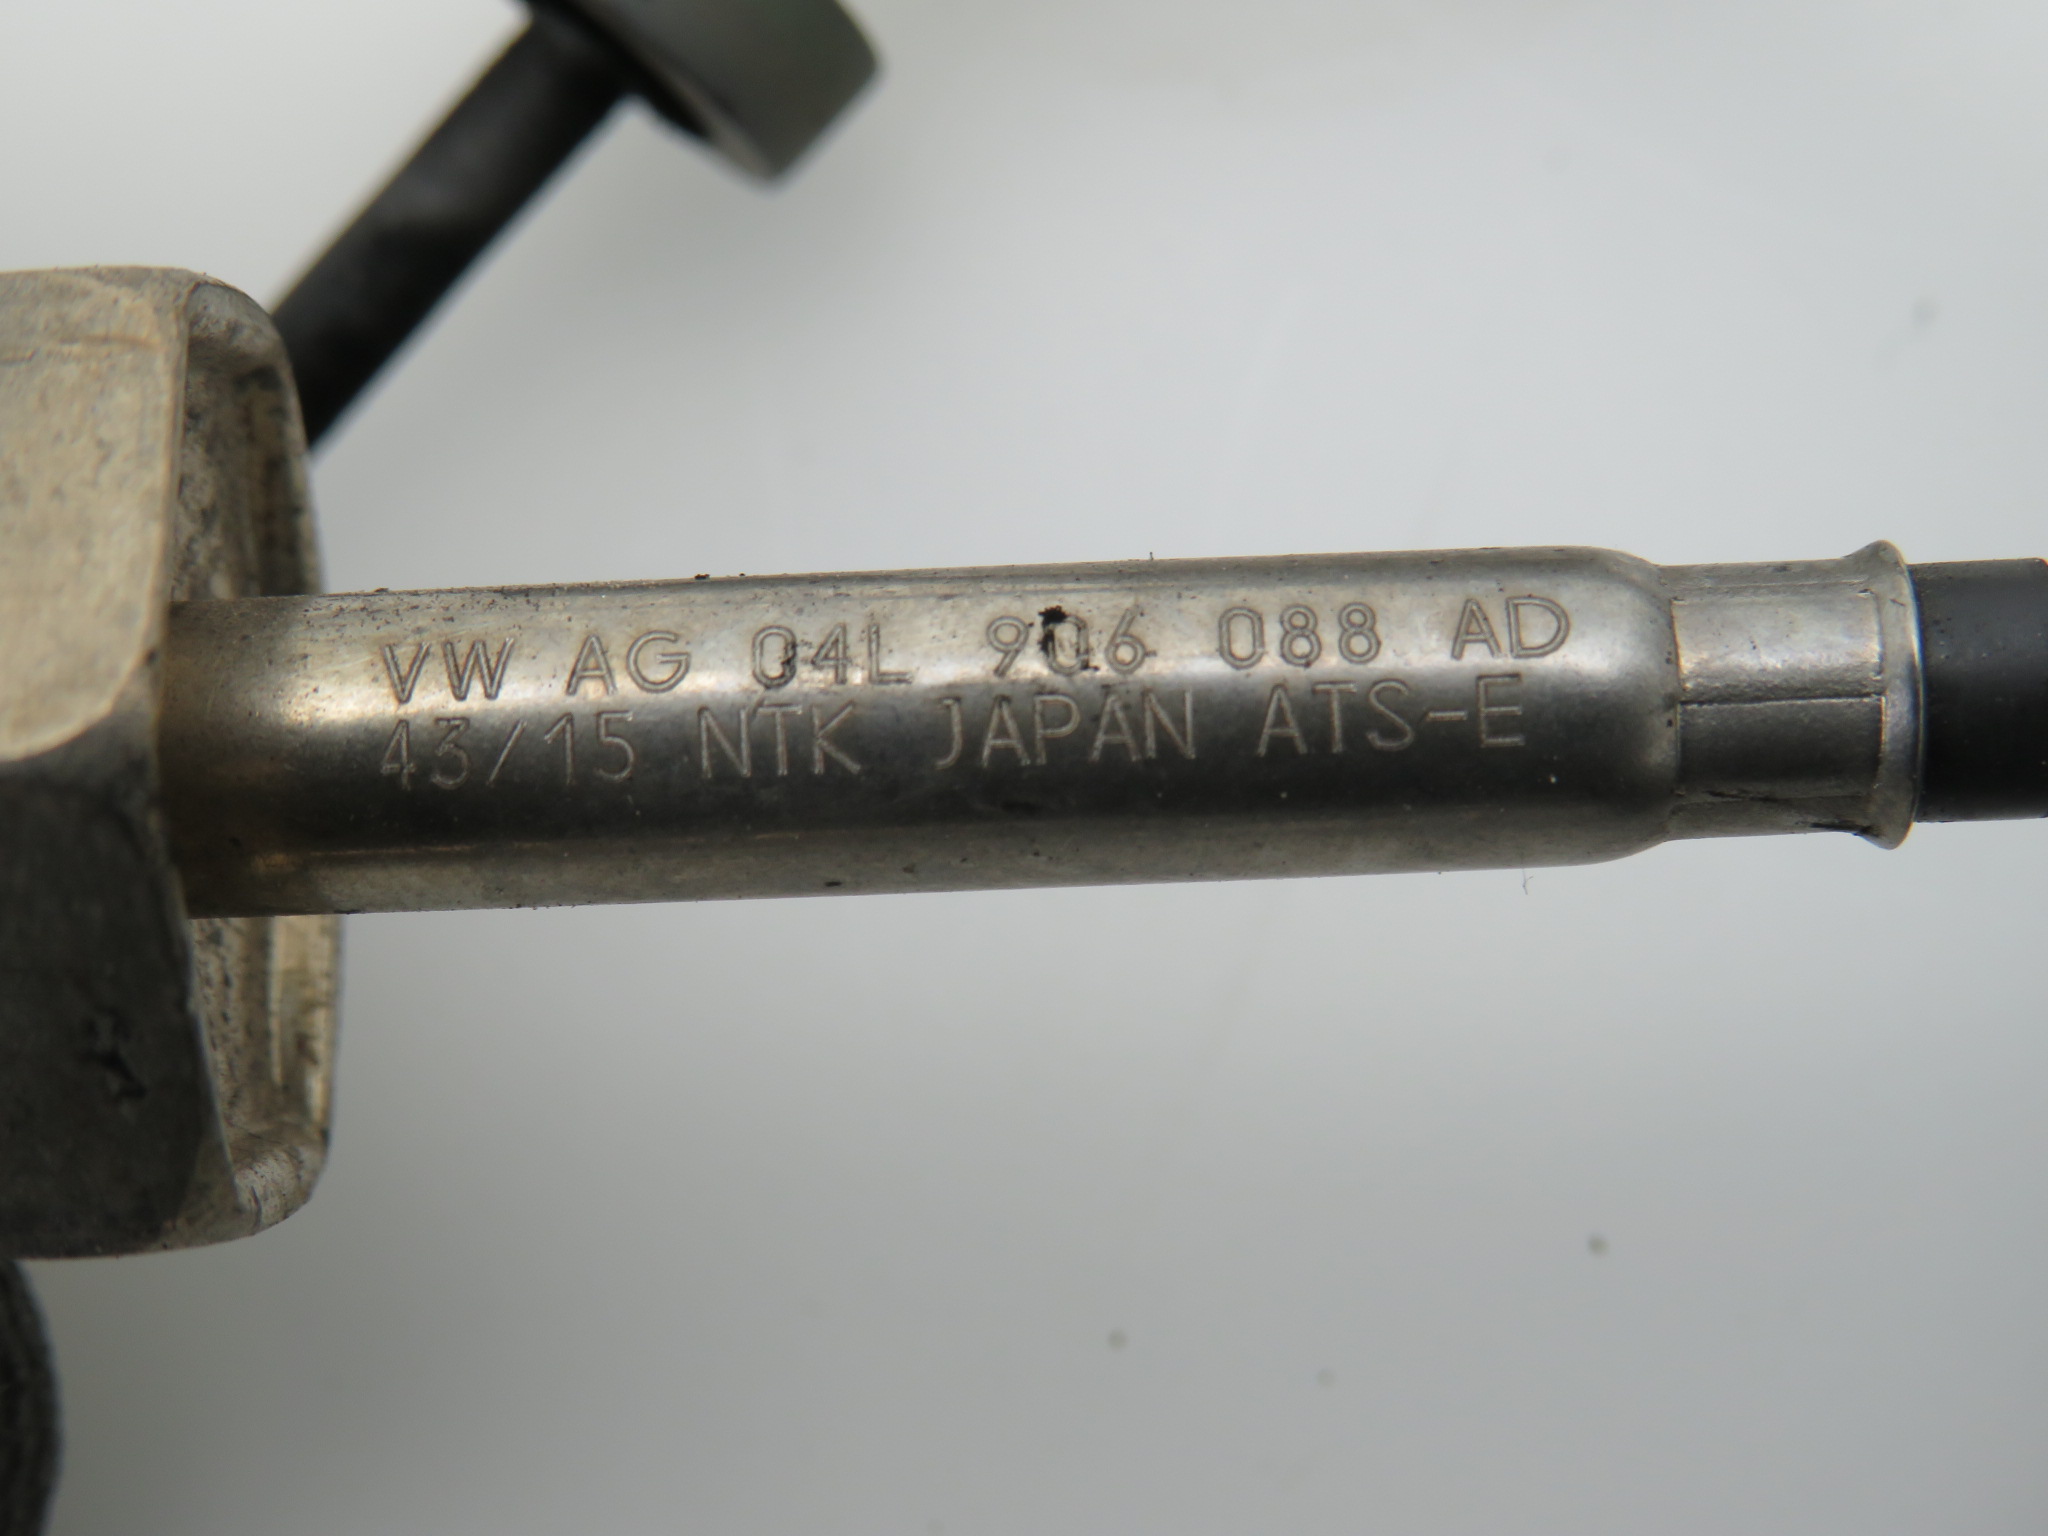 VW AG 04L 906 088 AD
43/15 NTK JAPAN ATS-E